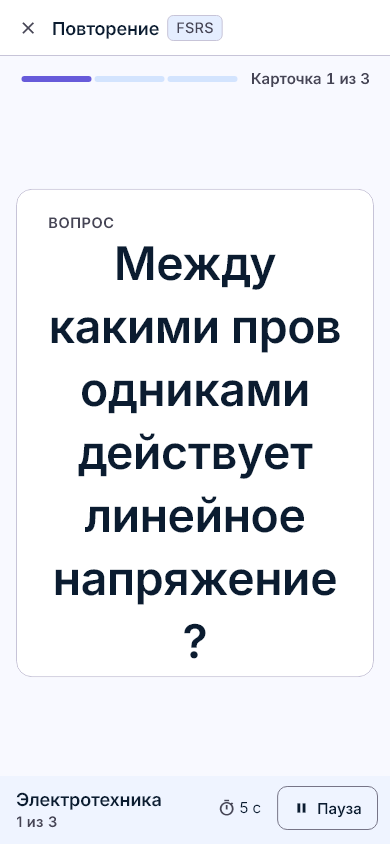 Повторение FSRS
Карточка 1 из 3
ВОПРОС
Между
какими пров
одниками
действует
линейное
напряжение
?
Электротехника
1 из 3
5 с
Пауза